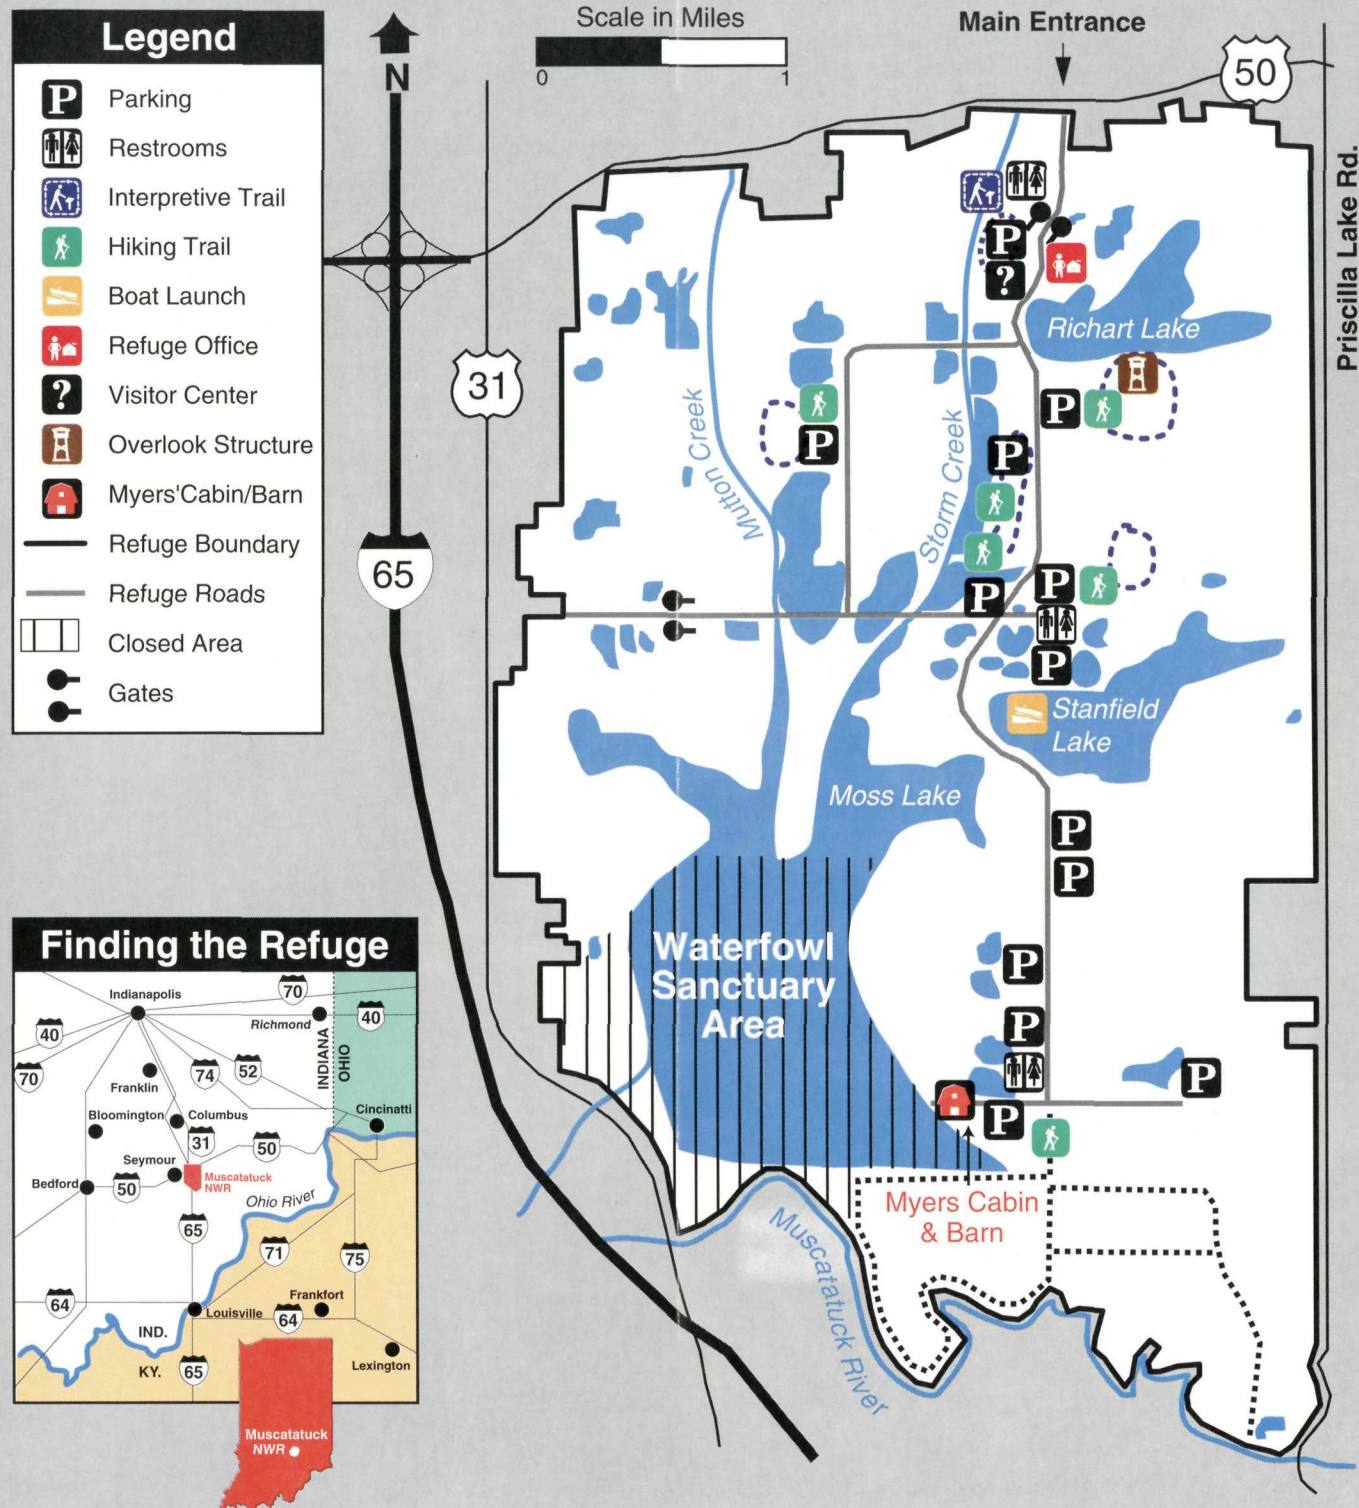 Legend
P Parking
Restrooms
Interpretive Trail
Hiking Trail
Boat Launch
Refuge Office
? Visitor Center
Overlook Structure
Myers'Cabin/Barn
Refuge Boundary
Refuge Roads
Closed Area
Gates
N
Scale in Miles
0 1
Main Entrance
50
Priscilla Lake Rd.
31
65
P
?
Richart Lake
P
P
Mutton Creek
Storm Creek
P
P
P
P
Stanfield
Lake
Moss Lake
P
P
Waterfowl
Sanctuary
Area
P
P
P
P
Myers Cabin
& Barn
Muscatatuck River
Finding the Refuge
Indianapolis
70
Richmond
40
40
INDIANA
OHIO
70
Franklin
74
52
Bloomington
Columbus
Cincinatti
31
50
Seymour
Bedford
50
Muscatatuck
NWR
Ohio River
65
71
75
64
Frankfort
Louisville
64
IND.
KY.
65
Lexington
Muscatatuck
NWR